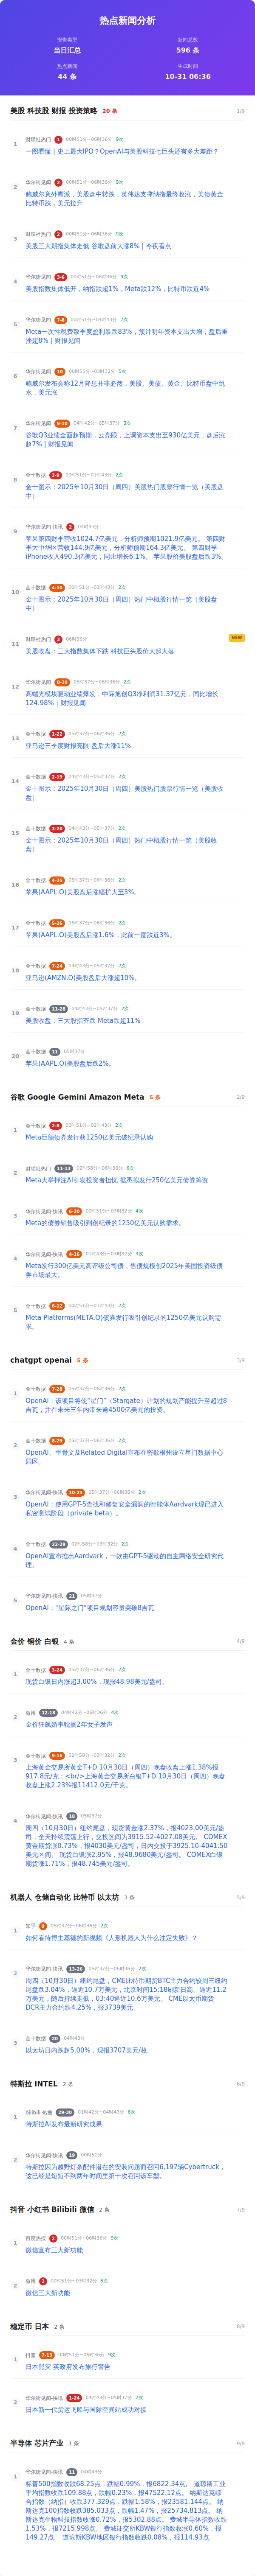 热点新闻分析
报告类型
当日汇总
新闻总数
596 条
热点新闻
44 条
生成时间
10-31 06:36
美股 科技股 财报 投资策略 20 条 1/9
1
财联社热门 1 00时51分~06时36分 9次
一图看懂 | 史上最大IPO？OpenAI与美股科技七巨头还有多大差距？
2
华尔街见闻 2 00时51分~06时36分 9次
鲍威尔意外鹰派，美股盘中转跌，英伟达支撑纳指最终收涨，美债黄金
比特币跌，美元拉升
3
财联社热门 3 00时51分~06时36分 9次
美股三大期指集体走低 谷歌盘前大涨8% | 今夜看点
4
华尔街见闻 3-6 00时51分~06时36分 9次
美股指数集体低开，纳指跌超1%，Meta跌12%，比特币跌近4%
5
华尔街见闻 7-8 00时51分~04时43分 7次
Meta一次性税费致季度盈利暴跌83%，预计明年资本支出大增，盘后重
挫超8% | 财报见闻
6
华尔街见闻 10 00时51分~03时32分 5次
鲍威尔发布会称12月降息并非必然，美股、美债、黄金、比特币盘中跳
水，美元涨
7
华尔街见闻 9-10 04时42分~05时37分 3次
谷歌Q3业绩全面超预期，云亮眼，上调资本支出至930亿美元，盘后涨
超7% | 财报见闻
8
金十数据 3-9 00时51分~01时43分 2次
金十图示：2025年10月30日（周四）美股热门股票行情一览（美股盘
中）
9
华尔街见闻-快讯 2 04时43分
苹果第四财季营收1024.7亿美元，分析师预期1021.9亿美元。 第四财
季大中华区营收144.9亿美元，分析师预期164.3亿美元。 第四财季
iPhone收入490.3亿美元，同比增长6.1%。 苹果股价美股盘后跌3%。
10
金十数据 4-10 00时51分~01时43分 2次
金十图示：2025年10月30日（周四）热门中概股行情一览（美股盘
中）
11
财联社热门 3 06时36分
NEW
美股收盘：三大指数集体下跌 科技巨头股价大起大落
12
华尔街见闻 8-10 05时37分~06时36分 2次
高端光模块驱动业绩爆发，中际旭创Q3净利润31.37亿元，同比增长
124.98% | 财报见闻
13
金十数据 1-22 05时37分~06时36分 2次
亚马逊三季度财报亮眼 盘后大涨11%
14
金十数据 2-19 04时43分~05时37分 2次
金十图示：2025年10月30日（周四）美股热门股票行情一览（美股收
盘）
15
金十数据 3-20 04时43分~05时37分 2次
金十图示：2025年10月30日（周四）热门中概股行情一览（美股收
盘）
16
金十数据 4-25 05时37分~06时36分 2次
苹果(AAPL.O)美股盘后涨幅扩大至3%。
17
金十数据 5-26 05时37分~06时36分 2次
苹果(AAPL.O)美股盘后涨1.6%，此前一度跌近3%。
18
金十数据 7-24 04时43分~05时37分 2次
亚马逊(AMZN.O)美股盘后大涨超10%。
19
金十数据 11-28 04时43分~05时37分 2次
美股收盘：三大股指齐跌 Meta跌超11%
20
金十数据 11 05时37分
苹果(AAPL.O)美股盘后跌2%。
谷歌 Google Gemini Amazon Meta 5 条 2/9
1
金十数据 2-8 00时51分~01时43分 2次
Meta巨额债券发行获1250亿美元破纪录认购
2
财联社热门 11-13 02时58分~06时36分 6次
Meta大举押注AI引发投资者担忧 据悉拟发行250亿美元债券筹资
3
华尔街见闻-快讯 6-30 00时51分~03时32分 4次
Meta的债券销售吸引到创纪录的1250亿美元认购需求。
4
华尔街见闻-快讯 4-16 01时43分~03时32分 3次
Meta发行300亿美元高评级公司债，售债规模创2025年美国投资级债
券市场最大。
5
金十数据 6-12 00时51分~01时43分 2次
Meta Platforms(META.O)债券发行吸引创纪录的1250亿美元认购需
求。
chatgpt openai 5 条 3/9
1
金十数据 7-28 05时37分~06时36分 2次
OpenAI：该项目将使“星门”（Stargate）计划的规划产能提升至超过8
吉瓦，并在未来三年内带来逾4500亿美元的投资。
2
金十数据 8-29 05时37分~06时36分 2次
OpenAI、甲骨文及Related Digital宣布在密歇根州设立星门数据中心
园区。
3
华尔街见闻-快讯 10-23 05时37分~06时36分 2次
OpenAI：使用GPT-5查找和修复安全漏洞的智能体Aardvark现已进入
私密测试阶段（private beta）。
4
金十数据 22-29 02时58分~03时32分 2次
OpenAI宣布推出Aardvark，一款由GPT-5驱动的自主网络安全研究代
理。
5
华尔街见闻-快讯 21 05时37分
OpenAI：“星际之门”项目规划容量突破8吉瓦
金价 铜价 白银 4 条 4/9
1
金十数据 3-24 05时37分~06时36分 2次
现货白银日内涨超3.00%，现报48.98美元/盎司。
2
微博 12-18 04时42分~06时36分 4次
金价狂飙婚事耽搁2年女子发声
3
金十数据 9-16 02时58分~03时32分 2次
上海黄金交易所黄金T+D 10月30日（周四）晚盘收盘上涨1.38%报
917.8元/克；<br/>上海黄金交易所白银T+D 10月30日（周四）晚盘
收盘上涨2.23%报11412.0元/千克。
4
华尔街见闻-快讯 18 05时37分
周四（10月30日）纽约尾盘，现货黄金涨2.37%，报4023.00美元/盎
司，全天持续震荡上行，交投区间为3915.52-4027.08美元。 COMEX
黄金期货涨0.73%，报4030美元/盎司，日内交投于3925.10-4041.50
美元区间。 现货白银涨2.95%，报48.9680美元/盎司。 COMEX白银
期货涨1.71%，报48.745美元/盎司。
机器人 仓储自动化 比特币 以太坊 3 条 5/9
1
知乎 9 05时37分~06时36分 2次
如何看待博主基德的新视频《人形机器人为什么注定失败》？
2
华尔街见闻-快讯 13-26 05时37分~06时36分 2次
周四（10月30日）纽约尾盘，CME比特币期货BTC主力合约较周三纽约
尾盘跌3.04%，逼近10.7万美元，北京时间15:18刷新日高、逼近11.2
万美元，随后持续走低，03:40逼近10.6万美元。 CME以太币期货
DCR主力合约跌4.25%，报3739美元。
3
金十数据 20 04时43分
以太坊日内跌超5.00%，现报3707美元/枚。
特斯拉 INTEL 2 条 6/9
1
bilibili 热搜 29-30 01时42分~04时43分 6次
特斯拉AI发布最新研究成果
2
华尔街见闻-快讯 19 00时51分
特斯拉因为越野灯条配件潜在的安装问题而召回6,197辆Cybertruck，
这已经是短短不到两年时间里第十次召回该车型。
抖音 小红书 Bilibili 微信 2 条 7/9
1
百度热搜 2 00时51分~06时36分 9次
微信宣布三大新功能
2
微博 2 00时51分~03时32分 5次
微信三大新功能
稳定币 日本 2 条 8/9
1
抖音 7-13 00时51分~06时36分 9次
日本熊灾 英政府发布旅行警告
2
华尔街见闻-快讯 1-24 04时43分~05时37分 2次
日本新一代货运飞船与国际空间站成功对接
半导体 芯片产业 1 条 9/9
1
华尔街见闻-快讯 11 04时43分
标普500指数收跌68.25点，跌幅0.99%，报6822.34点。 道琼斯工业
平均指数收跌109.88点，跌幅0.23%，报47522.12点。 纳斯达克综
合指数（纳指）收跌377.329点，跌幅1.58%，报23581.144点。 纳
斯达克100指数收跌385.033点，跌幅1.47%，报25734.813点。 纳
斯达克生物科技指数收涨0.72%，报5302.88点。 费城半导体指数收跌
1.53%，报7215.998点。 费城证交所KBW银行指数收涨0.60%，报
149.27点。 道琼斯KBW地区银行指数收跌0.08%，报114.93点。